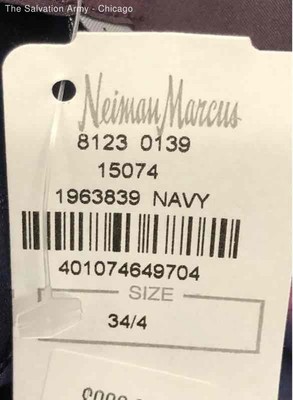 The Salvation Army - Chicago
Neiman Marcus
8123 0139
15074
1963839 NAVY
401074649704
SIZE
34/4